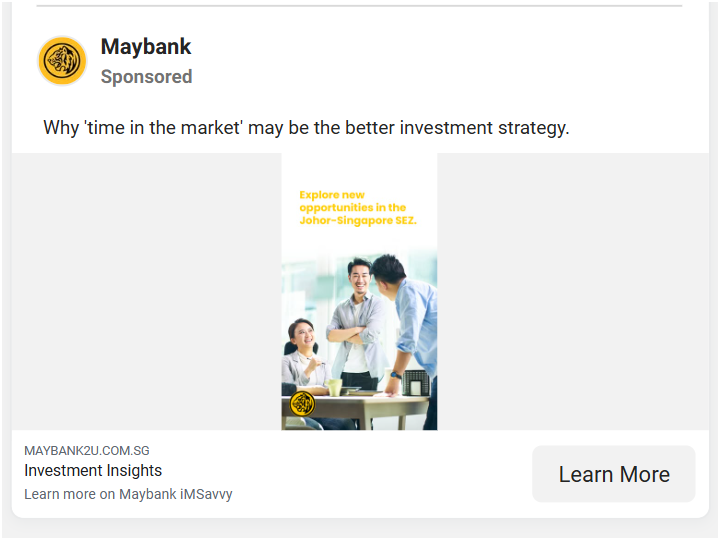 Maybank
Sponsored
Why 'time in the market' may be the better investment strategy.
Explore new
opportunities in the
Johor-Singapore SEZ.
MAYBANK2U.COM.SG
Investment Insights
Learn more on Maybank iMSavvy
Learn More